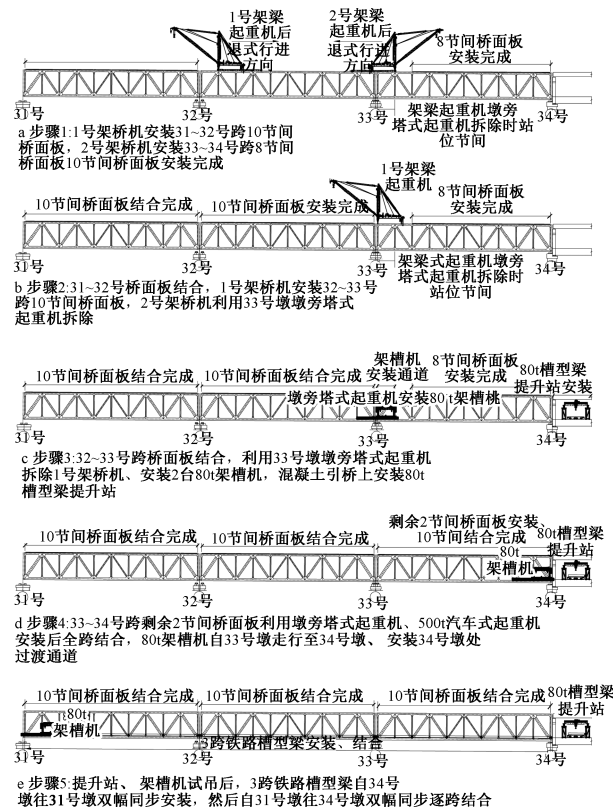 1号架梁
起重机后
退式行进
方向
2号架梁
起重机后
退式行进
方向
8节间桥面板
安装完成
31号
32号
33号
34号
架梁起重机墩旁
塔式起重机拆除时站
位节间
a 步骤1:1号架桥机安装31~32号跨10节间
桥面板，2号架桥机安装33~34号跨8节间
桥面板10节间桥面板安装完成
1号架梁
起重机
10节间桥面板结合完成
10节间桥面板安装完成
8节间桥面板
安装完成
31号
32号
33号
34号
架梁式起重机墩旁
塔式起重机拆除时
站位节间
b 步骤2:31~32号桥面板结合，1号架桥机安装32~33号
跨10节间桥面板，2号架桥机利用33号墩墩旁塔式
起重机拆除
10节间桥面板结合完成
10节间桥面板结合完成
架槽机
安装通道
8节间桥面板
安装完成
80t槽型梁
提升站安装
墩旁塔式起重机安装80t架槽桃
31号
32号
33号
34号
c 步骤3:32~33号跨桥面板结合，利用33号墩墩旁塔式起重机
拆除1号架桥机、安装2台80t架槽机，混凝土引桥上安装80t
槽型梁提升站
10节间桥面板结合完成
10节间桥面板结合完成
剩余2节间桥面板安装、
10节间结合完成
80t槽型梁
提升站
80t
架槽机
31号
32号
33号
34号
d 步骤4:33~34号跨剩余2节间桥面板利用墩旁塔式起重机、500t汽车式起重机
安装后全跨结合，80t架槽机自33号墩走行至34号墩、安装34号墩处
过渡通道
10节间桥面板结合完成
10节间桥面板结合完成
10节间桥面板结合完成
80t槽型梁
提升站
80t
架槽机
3跨铁路槽型梁安装、结合
31号
32号
33号
34号
e 步骤5:提升站、架槽机试吊后，3跨铁路槽型梁自34号
墩往31号墩双幅同步安装，然后自31号墩往34号墩双幅同步逐跨结合